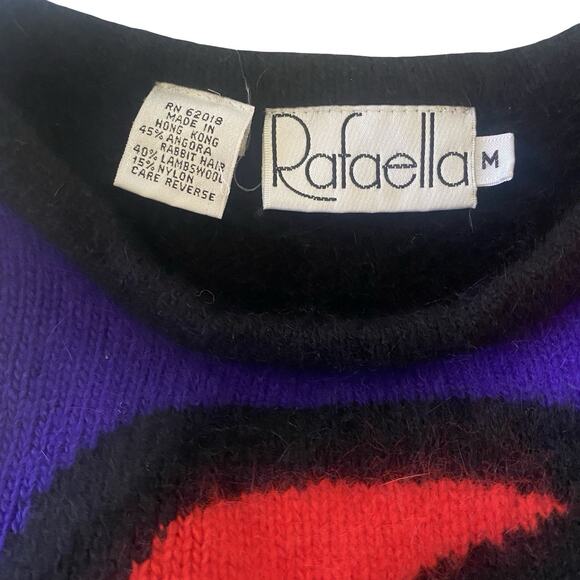 RN 62018
MADE IN
HONG KONG
45% ANGORA
RABBIT HAIR
40% LAMBSWOOL
15% NYLON
CARE REVERSE
Rafaella
M